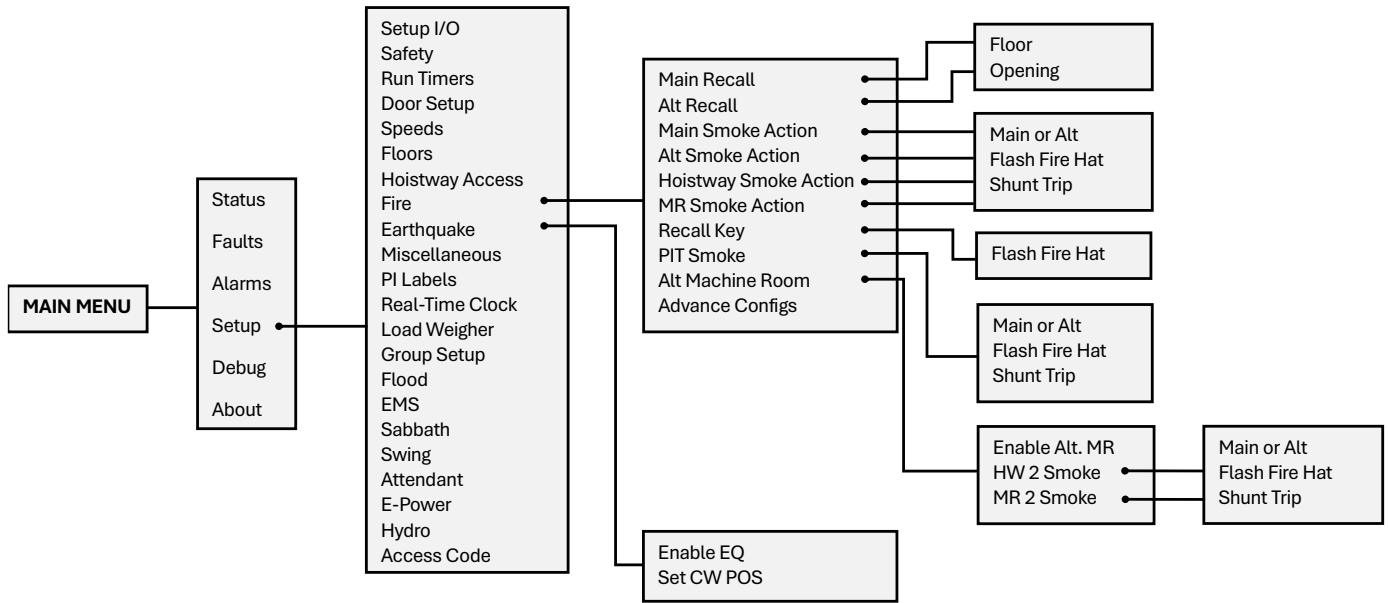 MAIN MENU
Status
Faults
Alarms
Setup
Debug
About
Setup I/O
Safety
Run Timers
Door Setup
Speeds
Floors
Hoistway Access
Fire
Earthquake
Miscellaneous
PI Labels
Real-Time Clock
Load Weigher
Group Setup
Flood
EMS
Sabbath
Swing
Attendant
E-Power
Hydro
Access Code
Main Recall
Alt Recall
Main Smoke Action
Alt Smoke Action
Hoistway Smoke Action
MR Smoke Action
Recall Key
PIT Smoke
Alt Machine Room
Advance Configs
Enable EQ
Set CW POS
Floor
Opening
Main or Alt
Flash Fire Hat
Shunt Trip
Flash Fire Hat
Main or Alt
Flash Fire Hat
Shunt Trip
Enable Alt. MR
HW 2 Smoke
MR 2 Smoke
Main or Alt
Flash Fire Hat
Shunt Trip